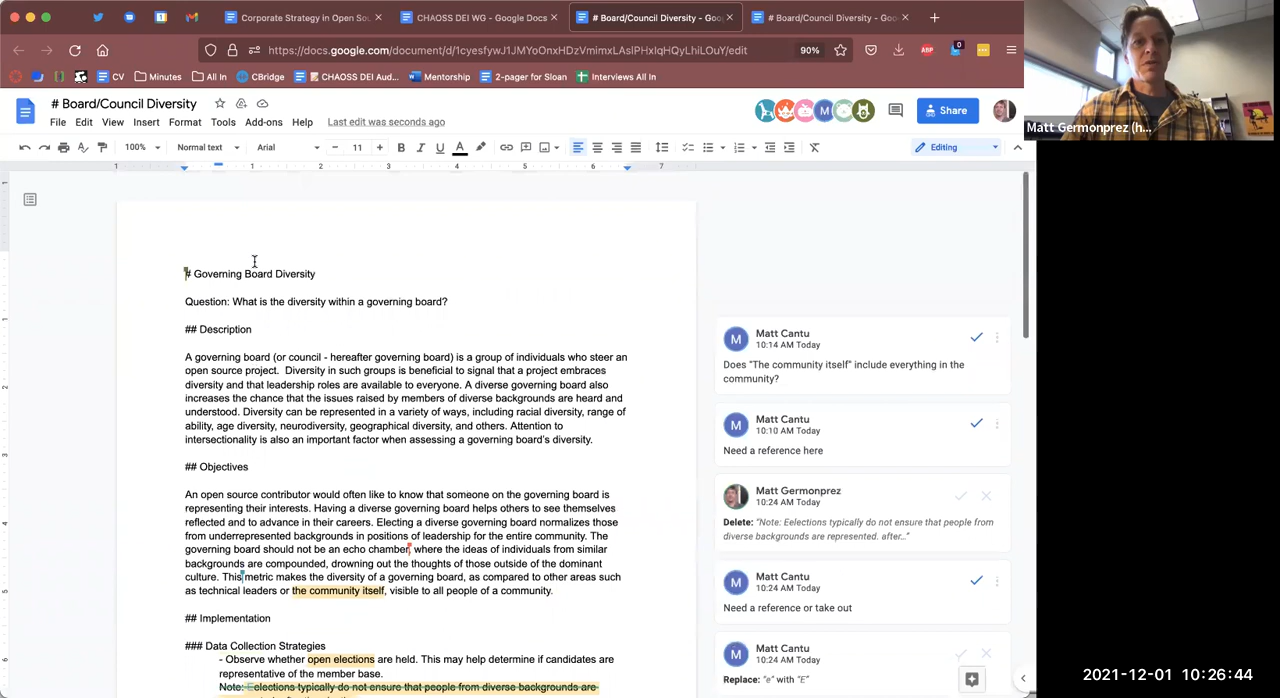 Corporate Strategy in Open Sou
CHAOSS DEI WG - Google Docs
# Board/Council Diversity - Goo
# Board/Council Diversity - Goo
https://docs.google.com/document/d/1cyesfywJ1JMYoOnxHDzVmimxLAslPHxIqHQyLhiLOuY/edit
90%
ABP
0
CV
Minutes
All In
CBridge
CHAOSS DEI Aud...
Mentorship
2-pager for Sloan
Interviews All In
# Board/Council Diversity
File Edit View Insert Format Tools Add-ons Help Last edit was seconds ago
M
Share
100% Normal text Arial 11 B I U A
Editing
1 1 2 3 4 5 6 7
# Governing Board Diversity
Question: What is the diversity within a governing board?
## Description
A governing board (or council - hereafter governing board) is a group of individuals who steer an
open source project. Diversity in such groups is beneficial to signal that a project embraces
diversity and that leadership roles are available to everyone. A diverse governing board also
increases the chance that the issues raised by members of diverse backgrounds are heard and
understood. Diversity can be represented in a variety of ways, including racial diversity, range of
ability, age diversity, neurodiversity, geographical diversity, and others. Attention to
intersectionality is also an important factor when assessing a governing board's diversity.
## Objectives
An open source contributor would often like to know that someone on the governing board is
representing their interests. Having a diverse governing board helps others to see themselves
reflected and to advance in their careers. Electing a diverse governing board normalizes those
from underrepresented backgrounds in positions of leadership for the entire community. The
governing board should not be an echo chamber, where the ideas of individuals from similar
backgrounds are compounded, drowning out the thoughts of those outside of the dominant
culture. This metric makes the diversity of a governing board, as compared to other areas such
as technical leaders or the community itself, visible to all people of a community.
## Implementation
### Data Collection Strategies
- Observe whether open elections are held. This may help determine if candidates are
representative of the member base.
Note: Eelections typically do not ensure that people from diverse backgrounds are
M
Matt Cantu
10:14 AM Today
Does "The community itself" include everything in the
community?
M
Matt Cantu
10:10 AM Today
Need a reference here
Matt Germonprez
10:24 AM Today
Delete: "Note: Eelections typically do not ensure that people from
diverse backgrounds are represented. after..."
M
Matt Cantu
10:24 AM Today
Need a reference or take out
M
Matt Cantu
10:24 AM Today
Replace: "e" with "E"
Matt Germonprez (h...
2021-12-01 10:26:44